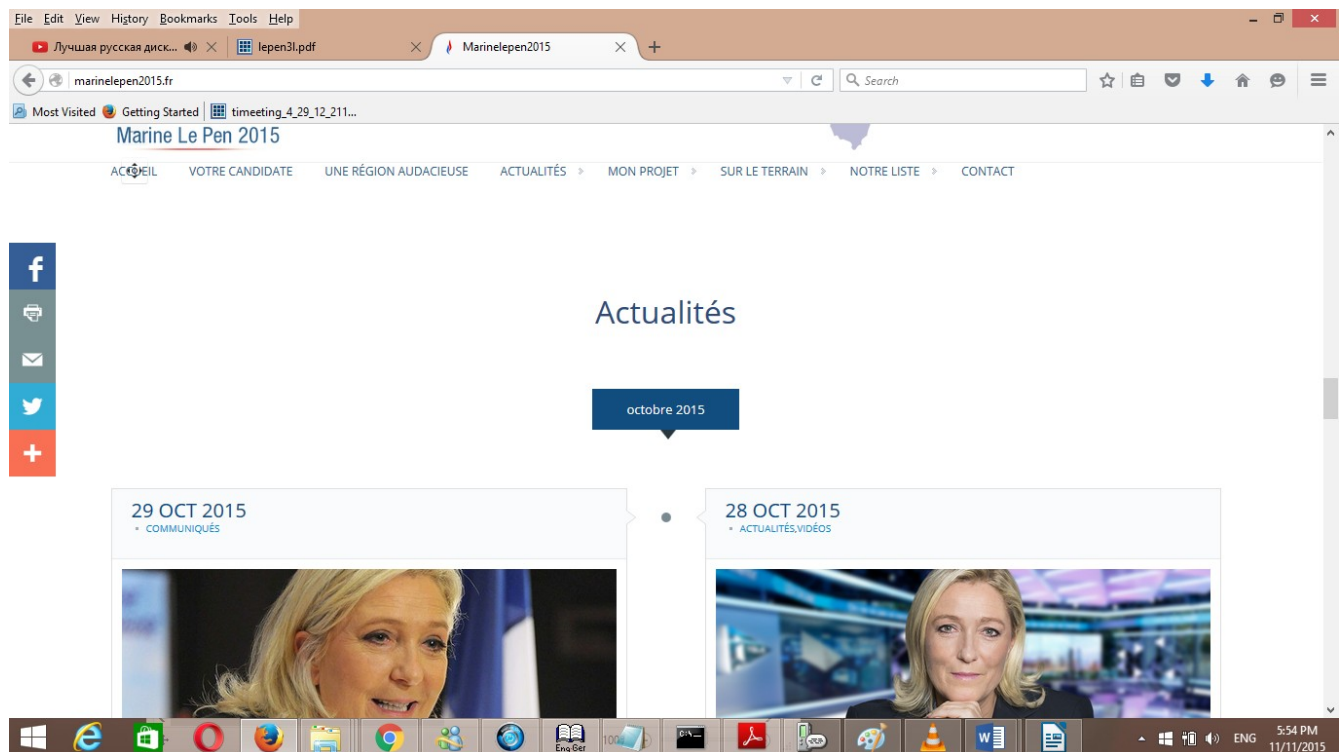 File Edit View History Bookmarks Tools Help
Лучшая русская диск... lepen3l.pdf Marinelepen2015
marinelepen2015.fr Search
Most Visited Getting Started timeeting_4_29_12_211...
Marine Le Pen 2015
VOTRE CANDIDATE UNE RÉGION AUDACIEUSE ACTUALITÉS MON PROJET SUR LE TERRAIN NOTRE LISTE CONTACT
Actualités
octobre 2015
29 OCT 2015
COMMUNIQUÉS
28 OCT 2015
ACTUALITÉS,VIDÉOS
Eng Ger
ENG
5:54 PM
11/11/2015